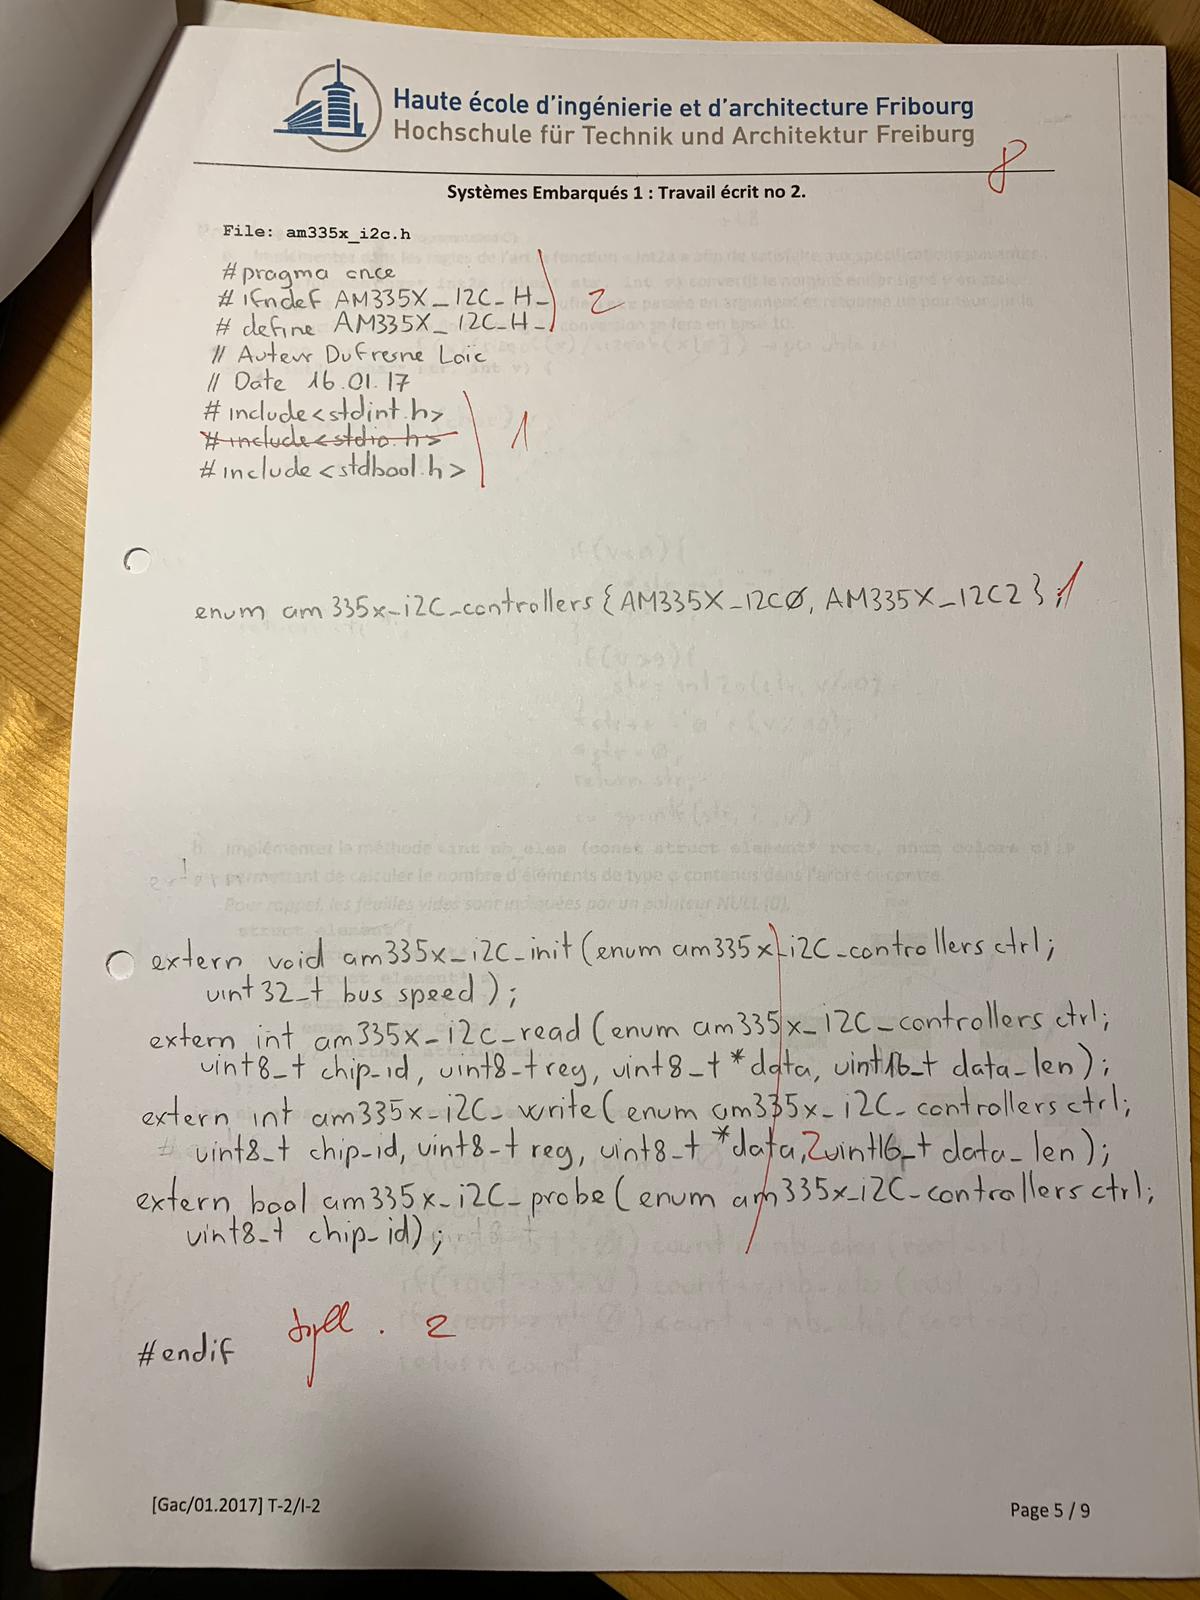 Haute école d'ingénierie et d'architecture Fribourg
Hochschule für Technik und Architektur Freiburg
8
Systèmes Embarqués 1 : Travail écrit no 2.
File: am335x_i2c.h
#pragma once
#ifndef AM335X_I2C_H_
#define AM335X_I2C_H_
2
// Auteur Dufresne Loïc
// Date 16.01.17
#include<stdint.h>
#include<stdio.h>
1
#include<stdbool.h>
enum am335x_i2C_controllers {AM335X_I2C0, AM335X_I2C2};
1
extern void am335x_i2C_init(enum am335x_i2C_controllers ctrl;
uint32_t bus speed);
extern int am335x_i2c_read(enum am335x_i2C_controllers ctrl;
uint8_t chip_id, uint8_t reg, uint8_t *data, uint16_t data_len);
extern int am335x_i2C_write(enum am335x_i2C_controllers ctrl;
uint8_t chip_id, uint8_t reg, uint8_t *data, uint16_t data_len);
2
extern bool am335x_i2C_probe(enum am335x_i2C_controllers ctrl;
uint8_t chip_id);
2
#endif
[Gac/01.2017] T-2/I-2
Page 5 / 9